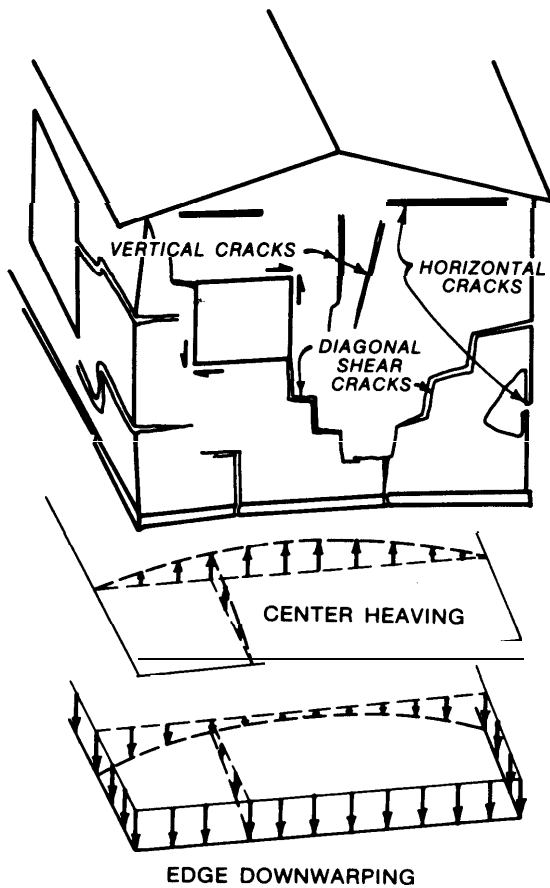 VERTICAL CRACKS
HORIZONTAL
CRACKS
DIAGONAL
SHEAR
CRACKS
CENTER HEAVING
EDGE DOWNWARPING